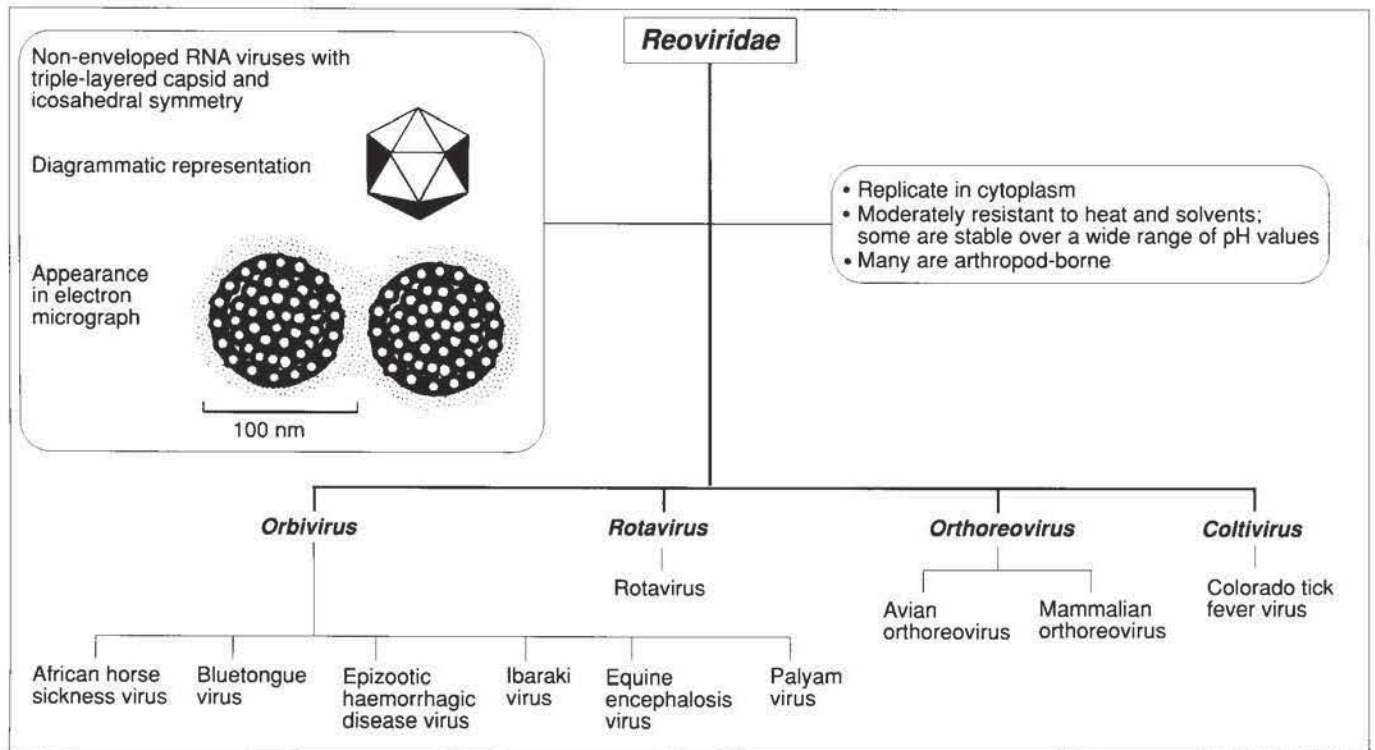 Reoviridae
Non-enveloped RNA viruses with
triple-layered capsid and
icosahedral symmetry
Diagrammatic representation
Appearance
in electron
micrograph
100 nm
• Replicate in cytoplasm
• Moderately resistant to heat and solvents;
some are stable over a wide range of pH values
• Many are arthropod-borne
Orbivirus
Rotavirus
Orthoreovirus
Coltivirus
African horse
sickness virus
Bluetongue
virus
Epizootic
haemorrhagic
disease virus
Ibaraki
virus
Equine
encephalosis
virus
Palyam
virus
Rotavirus
Avian
orthoreovirus
Mammalian
orthoreovirus
Colorado tick
fever virus